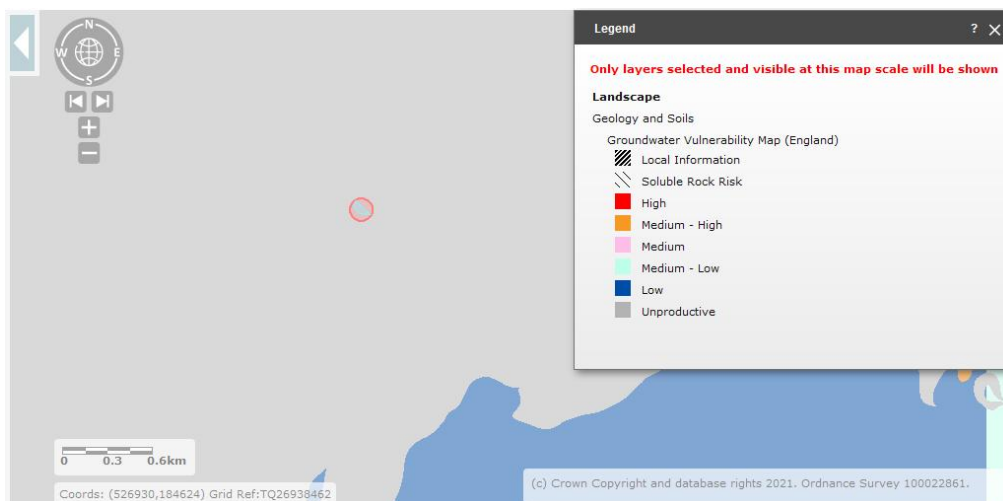 N
W E
S
Legend ? X
Only layers selected and visible at this map scale will be shown
Landscape
Geology and Soils
Groundwater Vulnerability Map (England)
Local Information
Soluble Rock Risk
High
Medium - High
Medium
Medium - Low
Low
Unproductive
0 0.3 0.6km
Coords: (526930,184624) Grid Ref:TQ26938462
(c) Crown Copyright and database rights 2021. Ordnance Survey 100022861.